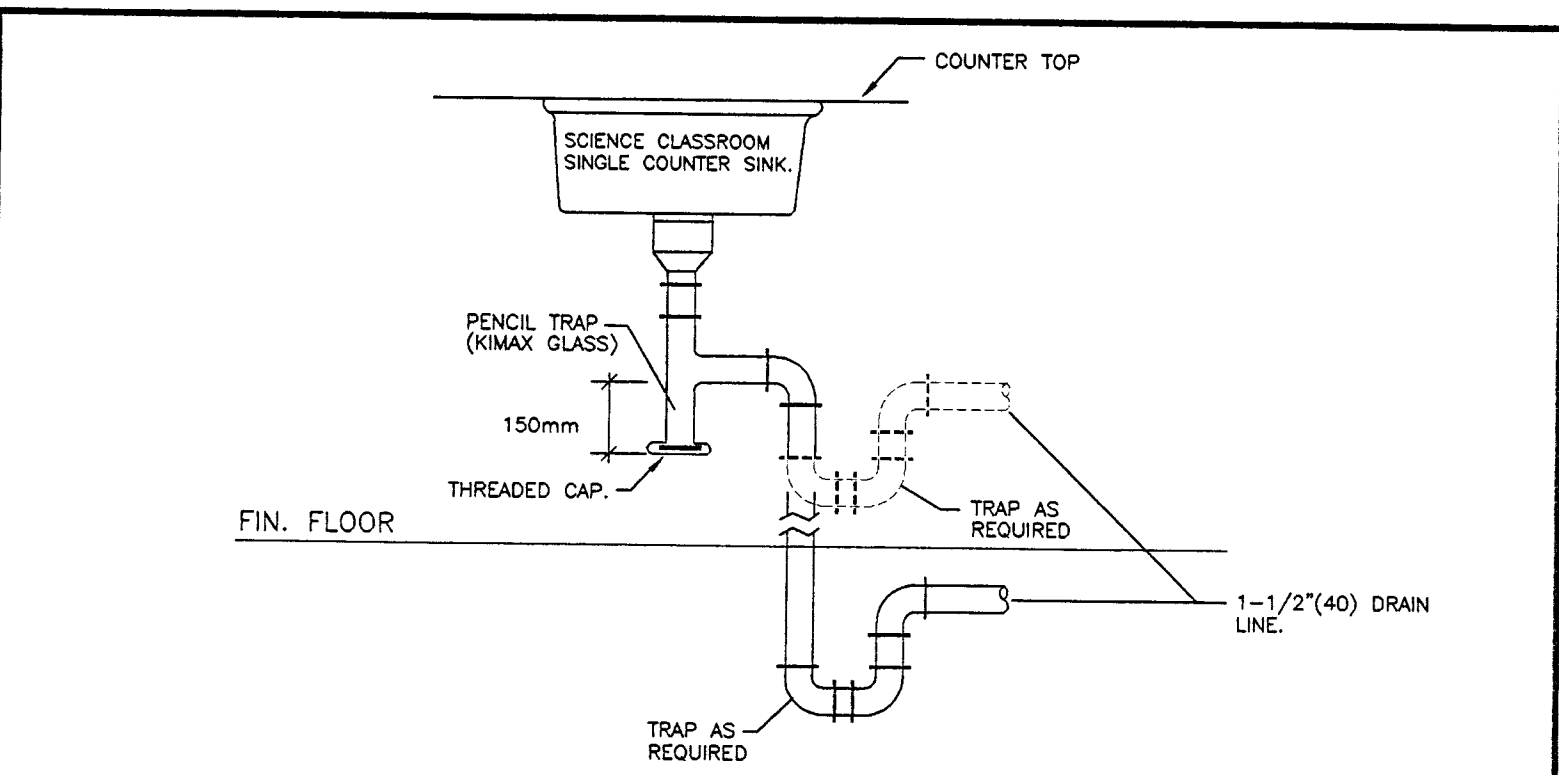 COUNTER TOP
SCIENCE CLASSROOM
SINGLE COUNTER SINK.
PENCIL TRAP
(KIMAX GLASS)
150mm
THREADED CAP.
TRAP AS
REQUIRED
FIN. FLOOR
1-1/2"(40) DRAIN
LINE.
TRAP AS
REQUIRED